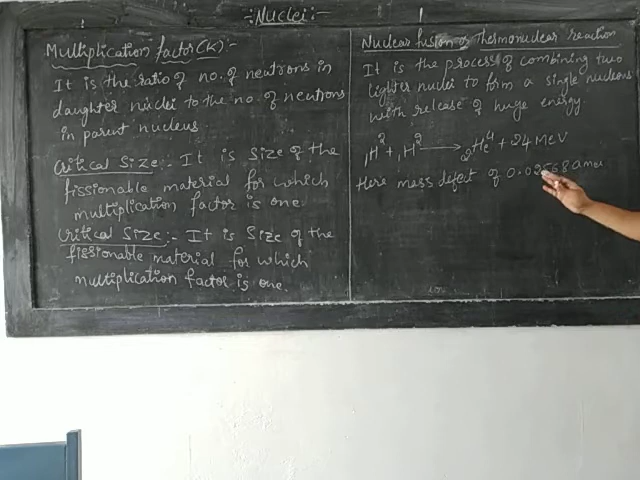 :Nuclei:-
Multiplication factor(K):-
It is the ratio of no. of neutrons in
daughter nuclei to the no. of neutrons
in parent nucleus.
Critical Size:- It is Size of the
fissionable material for which
multiplication factor is one
Critical Size:- It is Size of the
fissionable material for which
multiplication factor is one.
Nuclear fusion or Thermonuclear reaction
It is the process of combining two
lighter nuclei to form a single nucleus
with release of huge energy.
₁H² + ₁H² → ₂He⁴ + 24 MeV
Here mass defect of amu